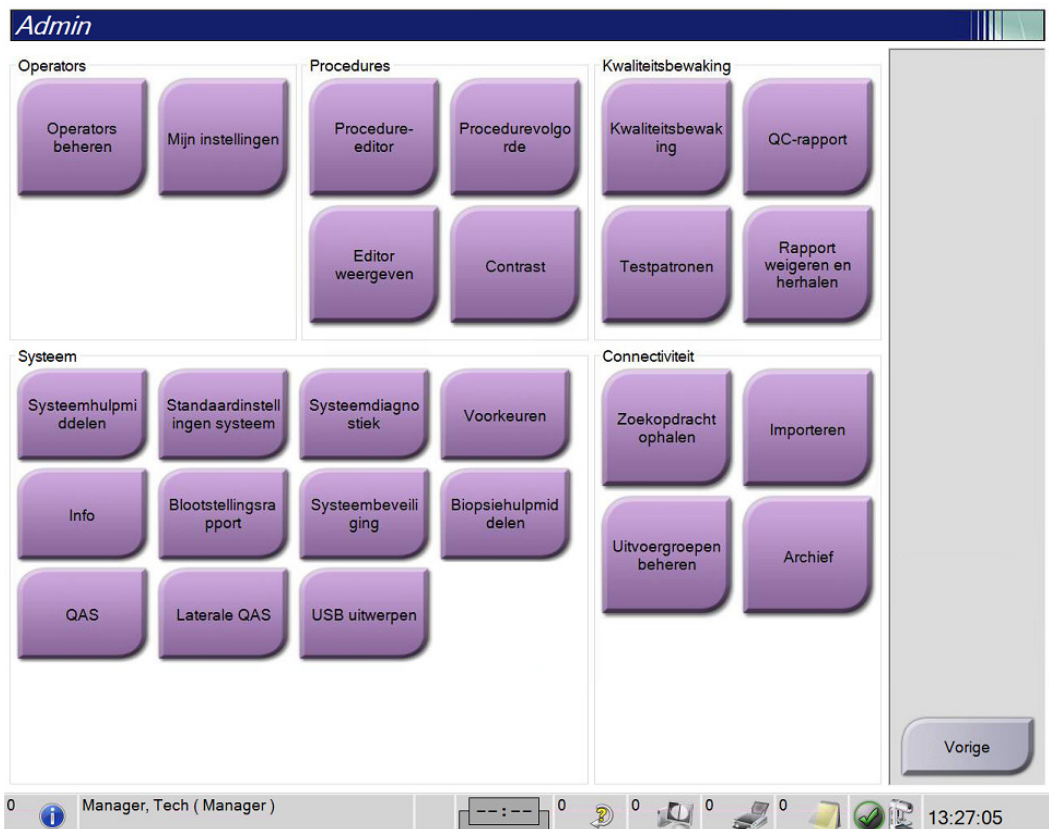 Admin
Operators
Operators
beheren
Mijn instellingen
Procedures
Procedure-
editor
Procedurevolgo
rde
Editor
weergeven
Contrast
Kwaliteitsbewaking
Kwaliteitsbewak
ing
QC-rapport
Testpatronen
Rapport
weigeren en
herhalen
Systeem
Systeemhulpmi
ddelen
Standaardinstell
ingen systeem
Systeemdiagno
stiek
Voorkeuren
Info
Blootstellingsra
pport
Systeembeveili
ging
Biopsiehulpmid
delen
QAS
Laterale QAS
USB uitwerpen
Connectiviteit
Zoekopdracht
ophalen
Importeren
Uitvoergroepen
beheren
Archief
Vorige
0
Manager, Tech ( Manager )
--:--
0
0
0
0
13:27:05